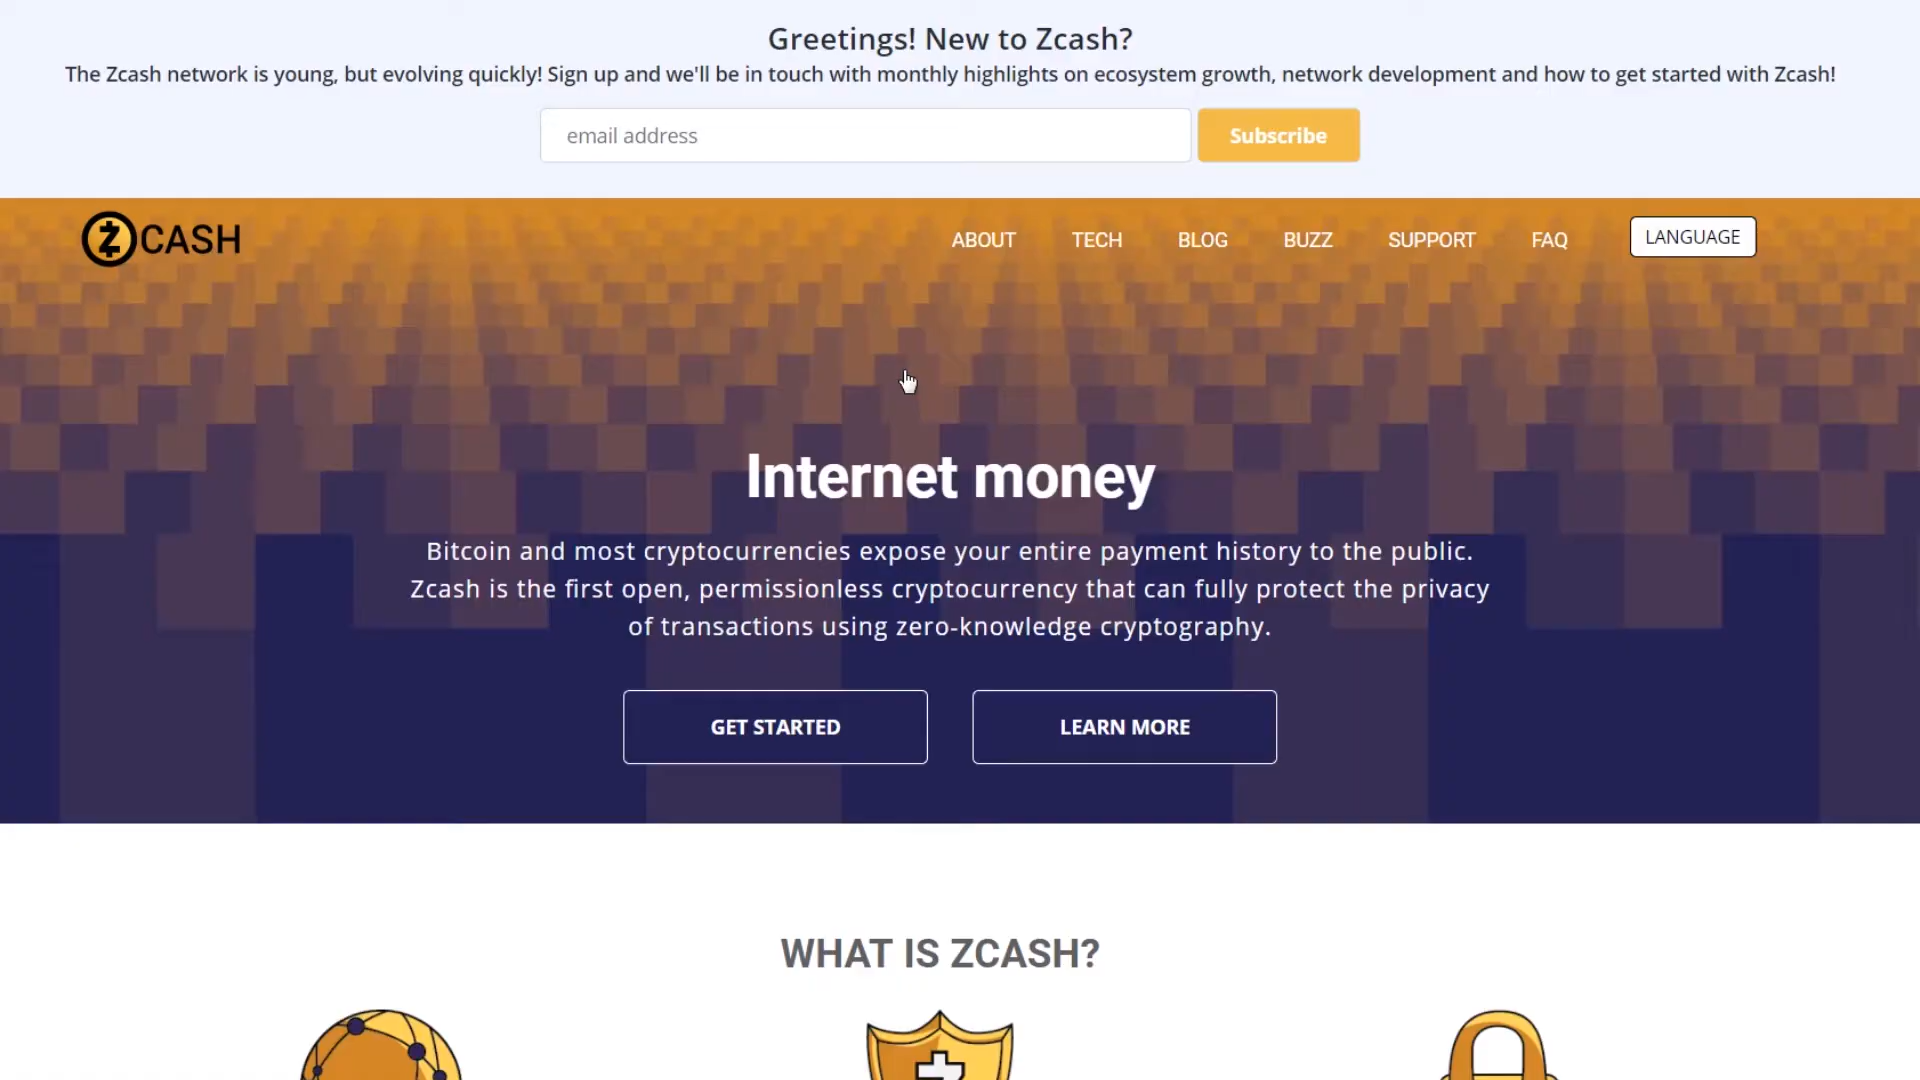 Greetings! New to Zcash?
The Zcash network is young, but evolving quickly! Sign up and we'll be in touch with monthly highlights on ecosystem growth, network development and how to get started with Zcash!
email address
Subscribe
ZCASH
ABOUT
TECH
BLOG
BUZZ
SUPPORT
FAQ
LANGUAGE
Internet money
Bitcoin and most cryptocurrencies expose your entire payment history to the public.
Zcash is the first open, permissionless cryptocurrency that can fully protect the privacy
of transactions using zero-knowledge cryptography.
GET STARTED
LEARN MORE
WHAT IS ZCASH?